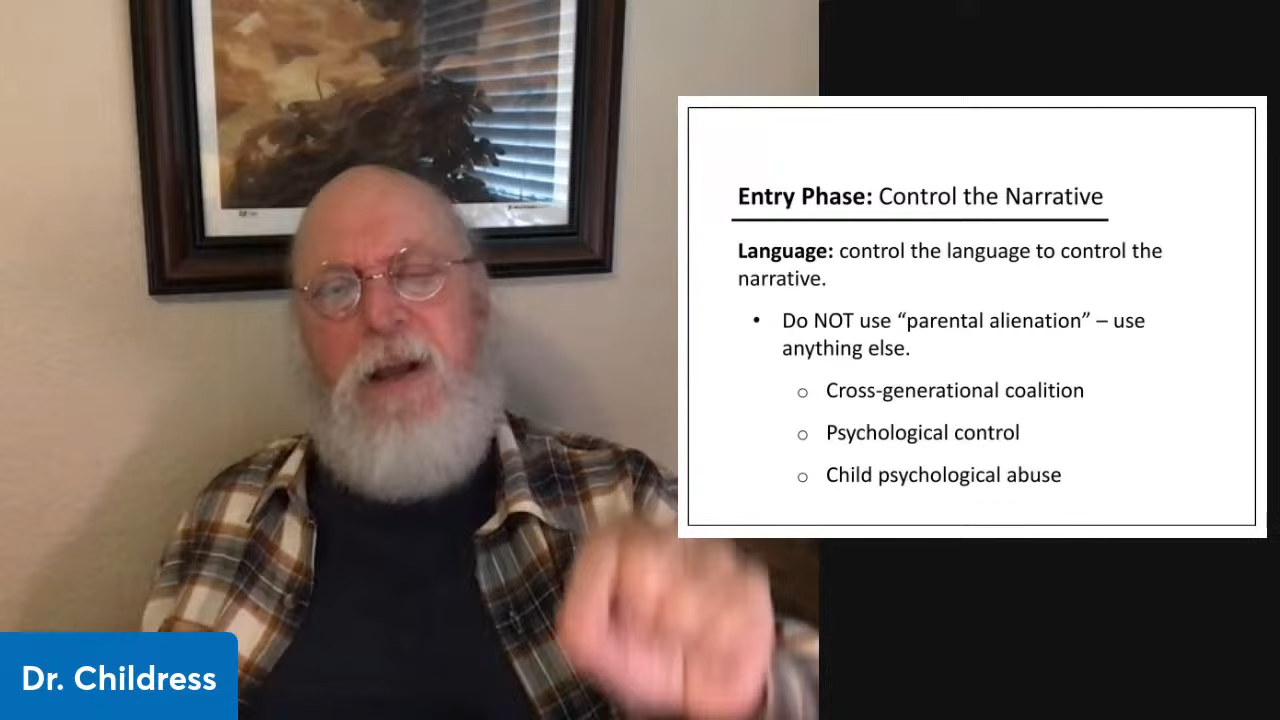 Entry Phase: Control the Narrative
Language: control the language to control the
narrative.
• Do NOT use “parental alienation” – use
anything else.
o Cross-generational coalition
o Psychological control
o Child psychological abuse
Dr. Childress